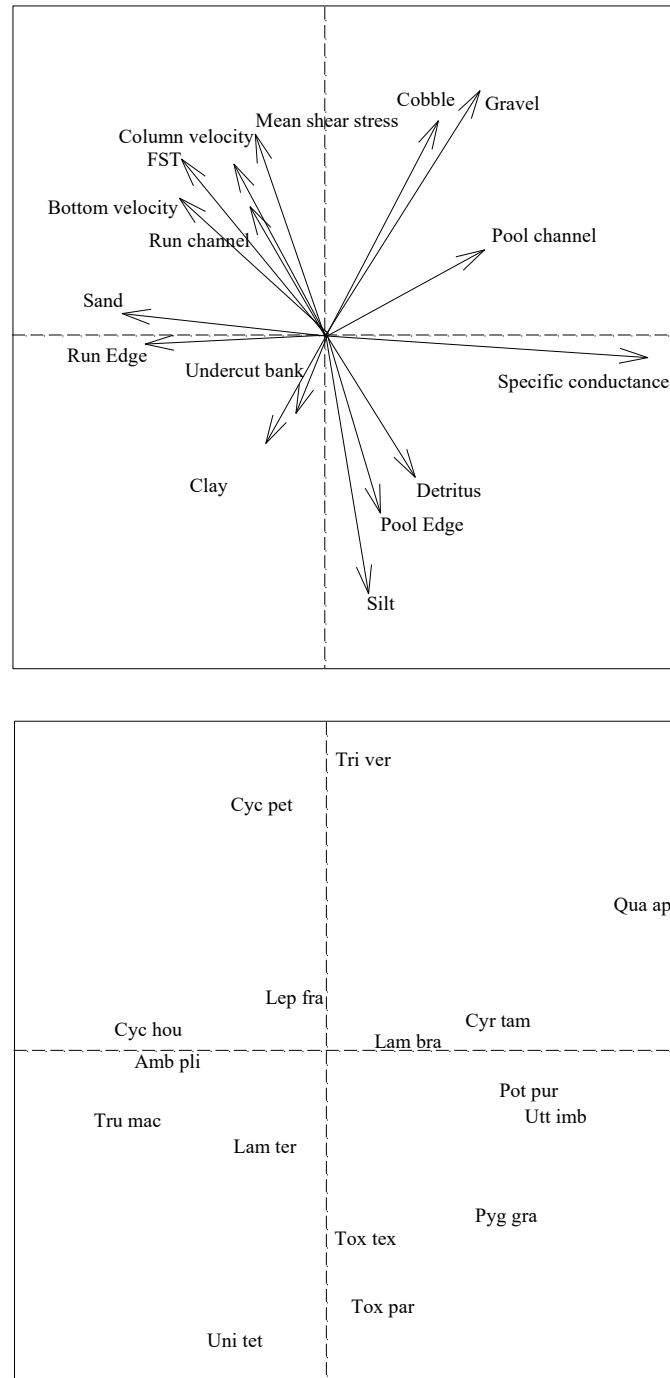 Cobble
Gravel
Mean shear stress
Column velocity
FST
Bottom velocity
Run channel
Pool channel
Sand
Run Edge
Undercut bank
Specific conductance
Clay
Detritus
Pool Edge
Silt
Tri ver
Cyc pet
Qua ap
Lep fra
Cyr tam
Cyc hou
Lam bra
Amb pli
Pot pur
Utt imb
Tru mac
Lam ter
Pyg gra
Tox tex
Tox par
Uni tet